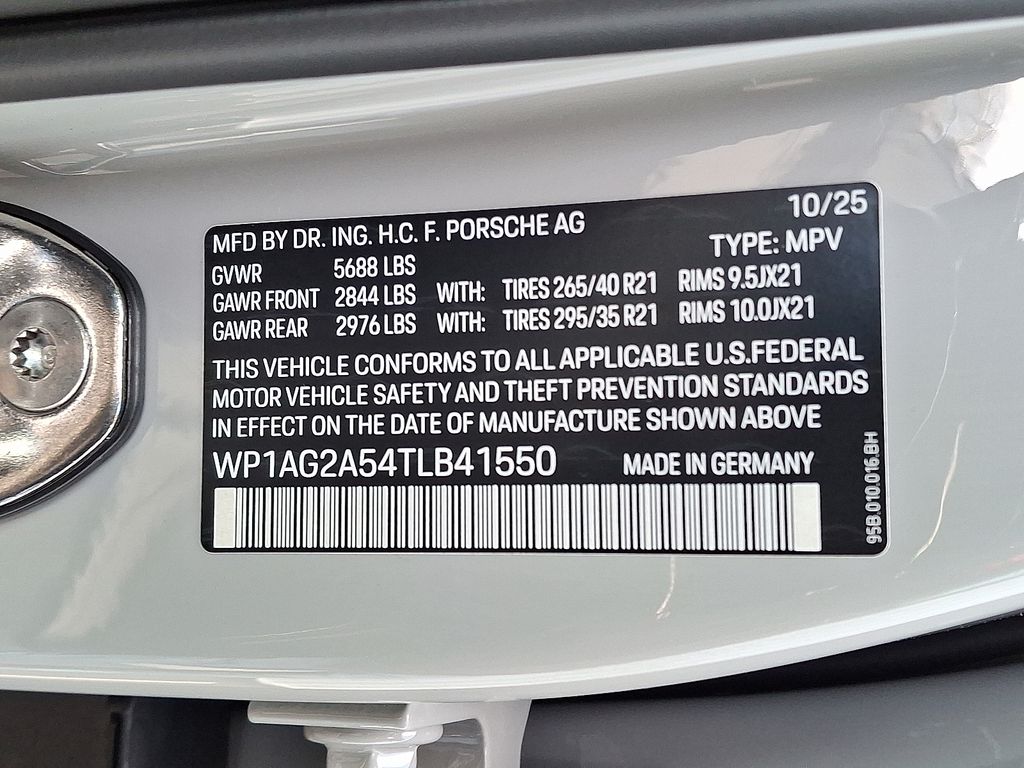 10/25
MFD BY DR. ING. H.C. F. PORSCHE AG
TYPE: MPV
GVWR 5688 LBS
GAWR FRONT 2844 LBS WITH: TIRES 265/40 R21 RIMS 9.5JX21
GAWR REAR 2976 LBS WITH: TIRES 295/35 R21 RIMS 10.0JX21
THIS VEHICLE CONFORMS TO ALL APPLICABLE U.S.FEDERAL
MOTOR VEHICLE SAFETY AND THEFT PREVENTION STANDARDS
IN EFFECT ON THE DATE OF MANUFACTURE SHOWN ABOVE
WP1AG2A54TLB41550 MADE IN GERMANY
95B.010.016.BH